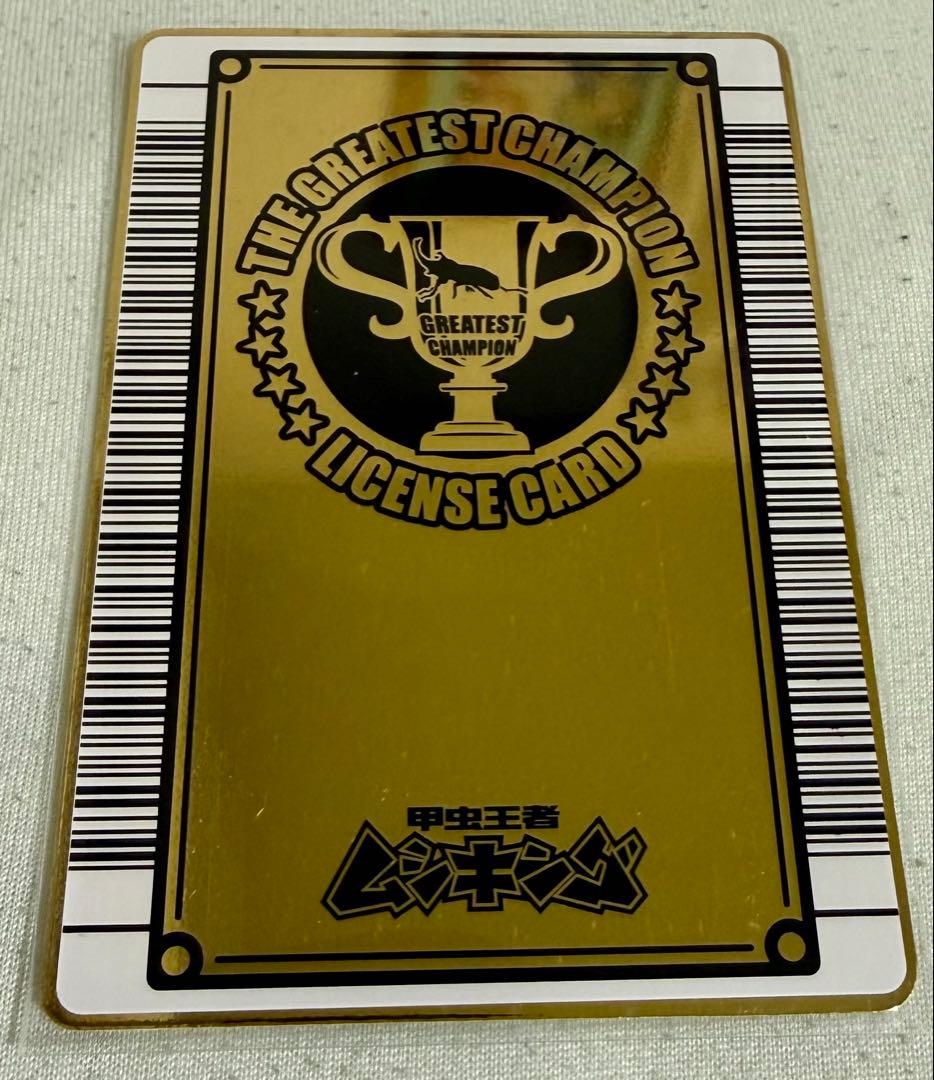 THE GREATEST CHAMPION
GREATEST
CHAMPION
LICENSE CARD
甲虫王者
ムシキング